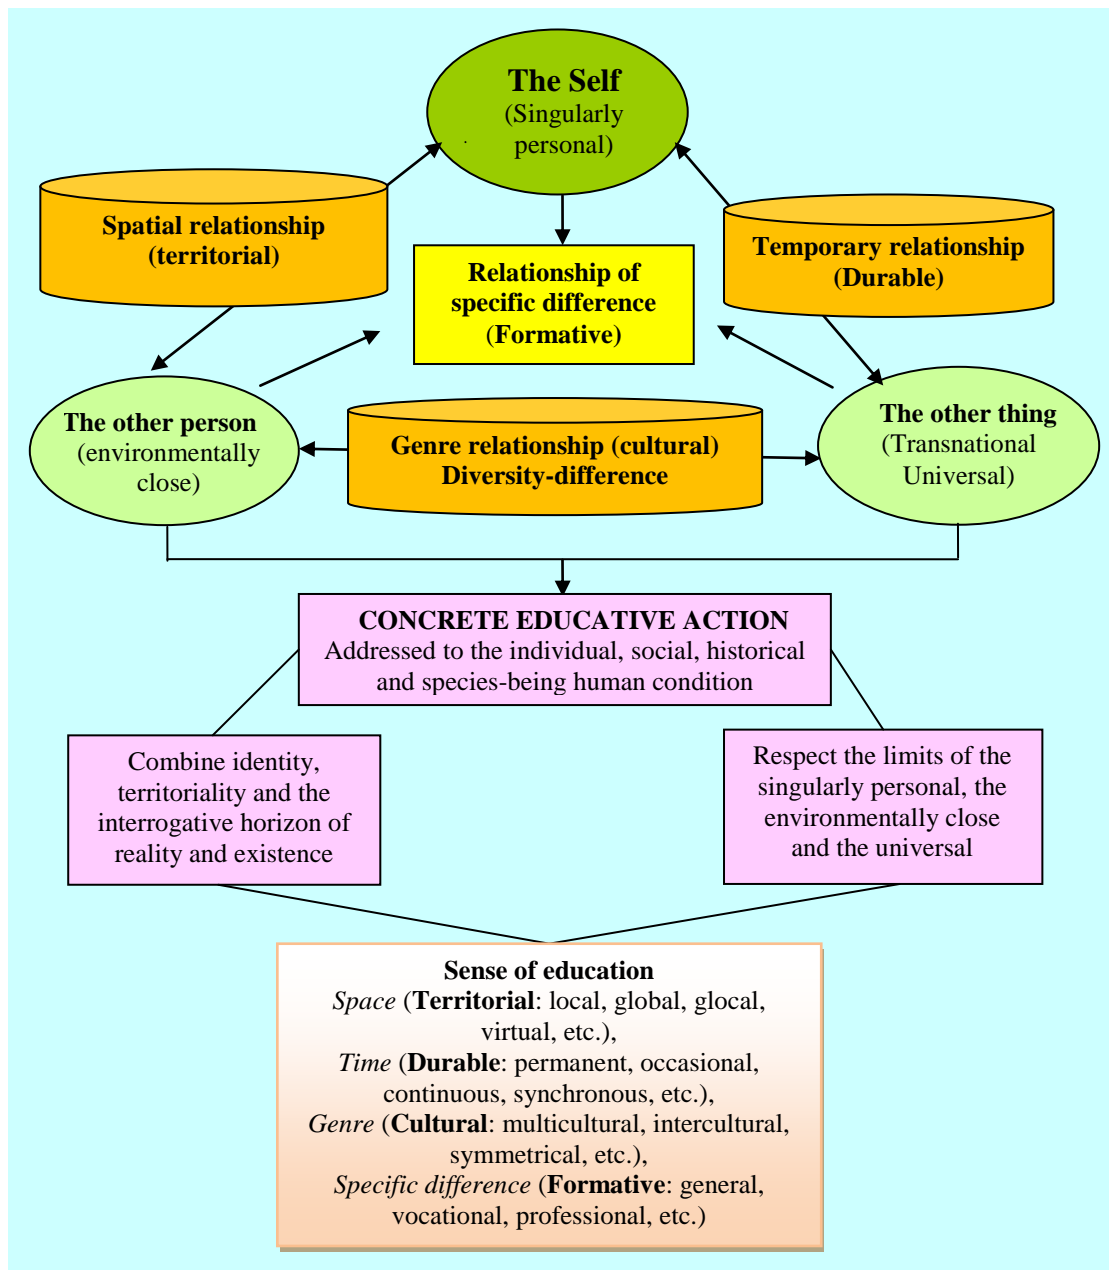 The Self
(Singularly
personal)
Spatial relationship
(territorial)
Relationship of
specific difference
(Formative)
Temporary relationship
(Durable)
The other person
(environmentally
close)
Genre relationship (cultural)
Diversity-difference
The other thing
(Transnational
Universal)
CONCRETE EDUCATIVE ACTION
Addressed to the individual, social, historical
and species-being human condition
Combine identity,
territoriality and the
interrogative horizon of
reality and existence
Respect the limits of the
singularly personal, the
environmentally close
and the universal
Sense of education
Space (Territorial: local, global, glocal,
virtual, etc.),
Time (Durable: permanent, occasional,
continuous, synchronous, etc.),
Genre (Cultural: multicultural, intercultural,
symmetrical, etc.),
Specific difference (Formative: general,
vocational, professional, etc.)